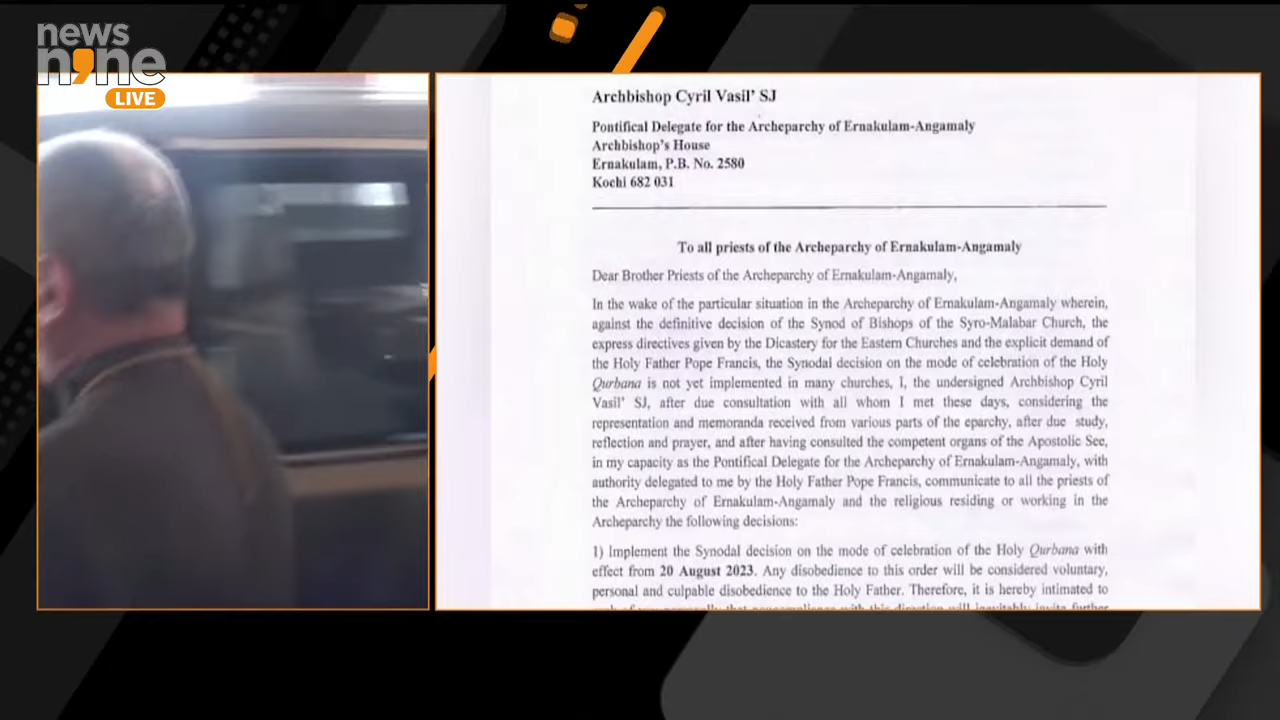 news
n9ne
LIVE
Archbishop Cyril Vasil' SJ
Pontifical Delegate for the Archeparchy of Ernakulam-Angamaly
Archbishop's House
Ernakulam, P.B. No. 2580
Kochi 682 031
To all priests of the Archeparchy of Ernakulam-Angamaly
Dear Brother Priests of the Archeparchy of Ernakulam-Angamaly,
In the wake of the particular situation in the Archeparchy of Ernakulam-Angamaly wherein,
against the definitive decision of the Synod of Bishops of the Syro-Malabar Church, the
express directives given by the Dicastery for the Eastern Churches and the explicit demand of
the Holy Father Pope Francis, the Synodal decision on the mode of celebration of the Holy
Qurbana is not yet implemented in many churches, I, the undersigned Archbishop Cyril
Vasil' SJ, after due consultation with all whom I met these days, considering the
representation and memoranda received from various parts of the eparchy, after due study,
reflection and prayer, and after having consulted the competent organs of the Apostolic See,
in my capacity as the Pontifical Delegate for the Archeparchy of Ernakulam-Angamaly, with
authority delegated to me by the Holy Father Pope Francis, communicate to all the priests of
the Archeparchy of Ernakulam-Angamaly and the religious residing or working in the
Archeparchy the following decisions:
1) Implement the Synodal decision on the mode of celebration of the Holy Qurbana with
effect from 20 August 2023. Any disobedience to this order will be considered voluntary,
personal and culpable disobedience to the Holy Father. Therefore, it is hereby intimated to